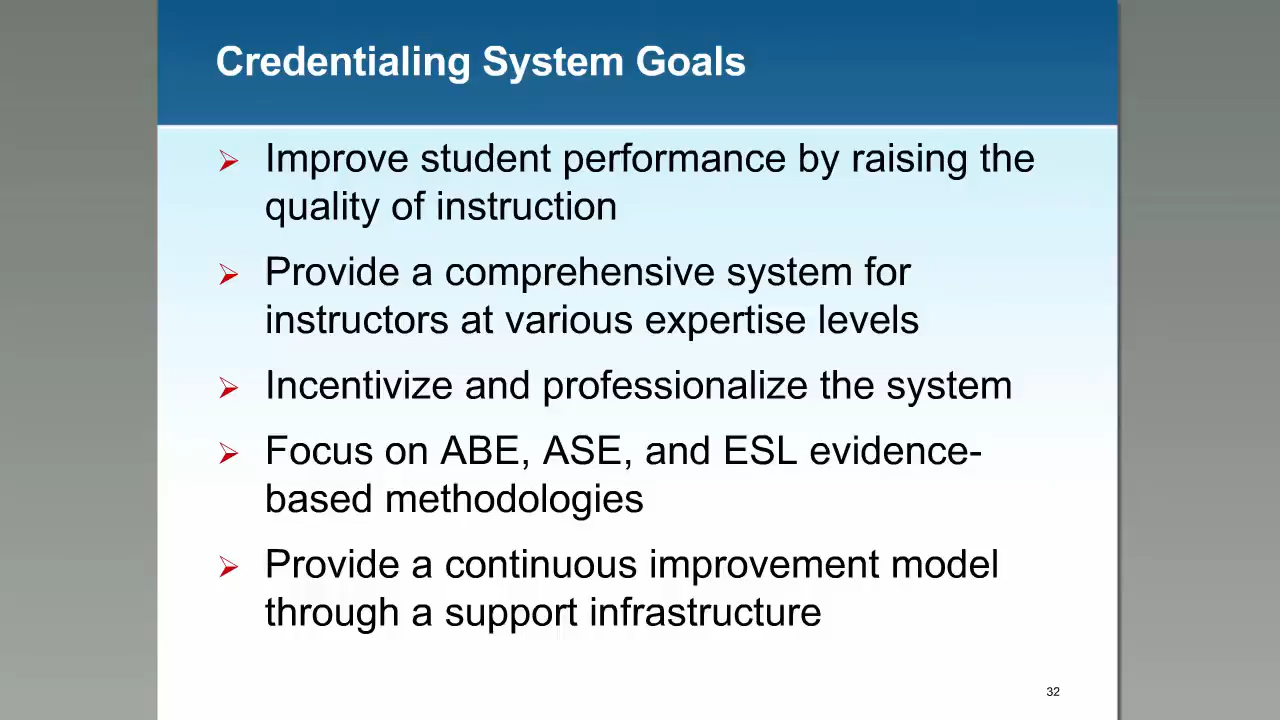 Credentialing System Goals
Improve student performance by raising the
quality of instruction
Provide a comprehensive system for
instructors at various expertise levels
Incentivize and professionalize the system
Focus on ABE, ASE, and ESL evidence-
based methodologies
Provide a continuous improvement model
through a support infrastructure
32